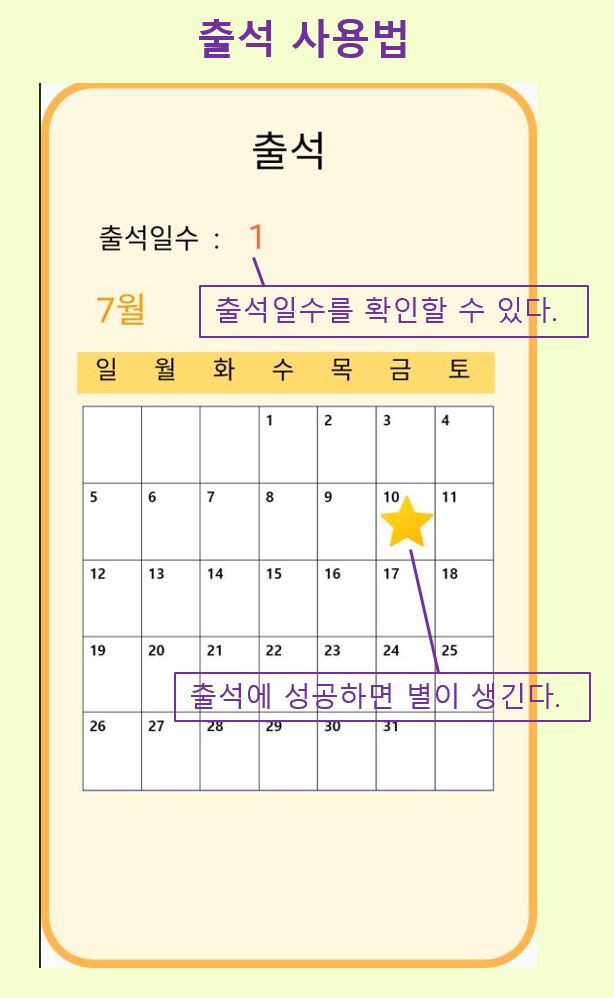 출석 사용법
출석
출석일수 : 1
출석일수를 확인할 수 있다.
7월
일 월 화 수 목 금 토
1 2 3 4
5 6 7 8 9 10 11
12 13 14 15 16 17 18
19 20 21 22 23 24 25
출석에 성공하면 별이 생긴다.
26 27 28 29 30 31